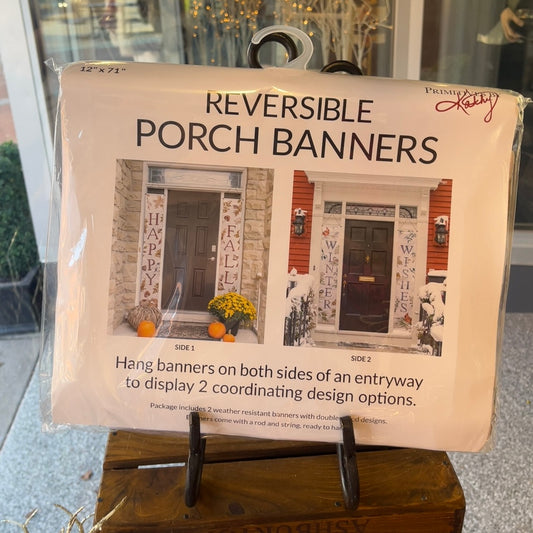 12" x 71"
PRIMITIVES BY
Kathy
REVERSIBLE
PORCH BANNERS
HAPPY
FALL
WINTER
WISHES
SIDE 1
SIDE 2
Hang banners on both sides of an entryway
to display 2 coordinating design options.
Package includes 2 weather resistant banners with double
designs.
come with a rod and string, ready to